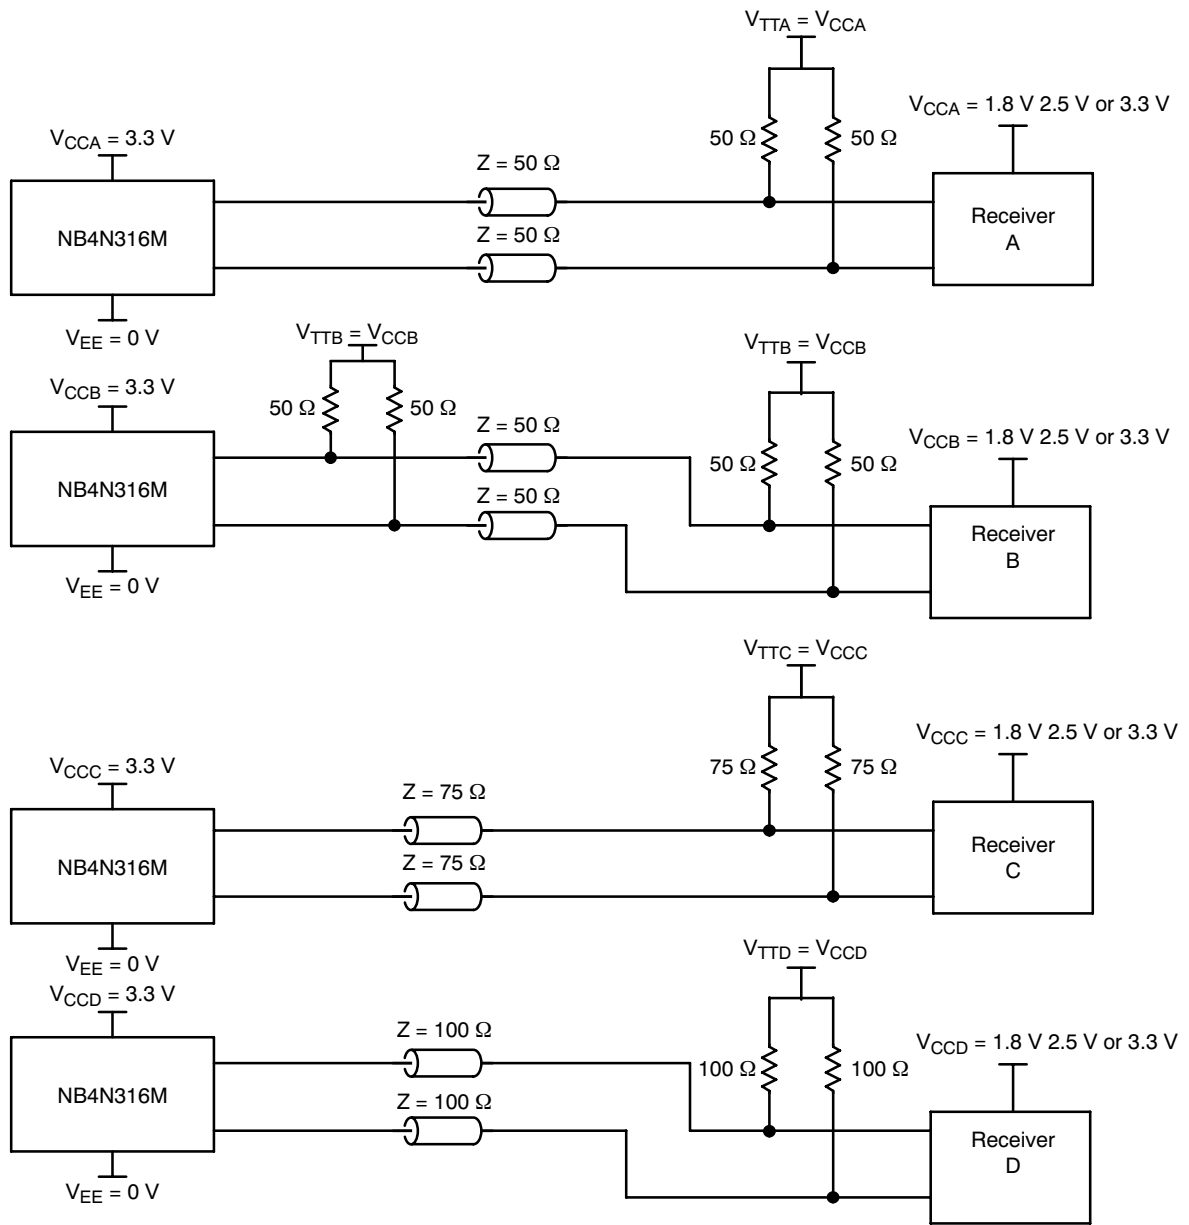 V_TTA = V_CCA
V_CCA = 1.8 V 2.5 V or 3.3 V
V_CCA = 3.3 V
50 Ω
50 Ω
Z = 50 Ω
NB4N316M
Z = 50 Ω
Receiver
A
V_EE = 0 V
V_TTB = V_CCB
V_TTB = V_CCB
V_CCB = 3.3 V
50 Ω
50 Ω
Z = 50 Ω
V_CCB = 1.8 V 2.5 V or 3.3 V
50 Ω
50 Ω
NB4N316M
Z = 50 Ω
Receiver
B
V_EE = 0 V
V_TTC = V_CCC
V_CCC = 1.8 V 2.5 V or 3.3 V
V_CCC = 3.3 V
75 Ω
75 Ω
Z = 75 Ω
NB4N316M
Z = 75 Ω
Receiver
C
V_EE = 0 V
V_TTD = V_CCD
V_CCD = 3.3 V
Z = 100 Ω
V_CCD = 1.8 V 2.5 V or 3.3 V
100 Ω
100 Ω
NB4N316M
Z = 100 Ω
Receiver
D
V_EE = 0 V